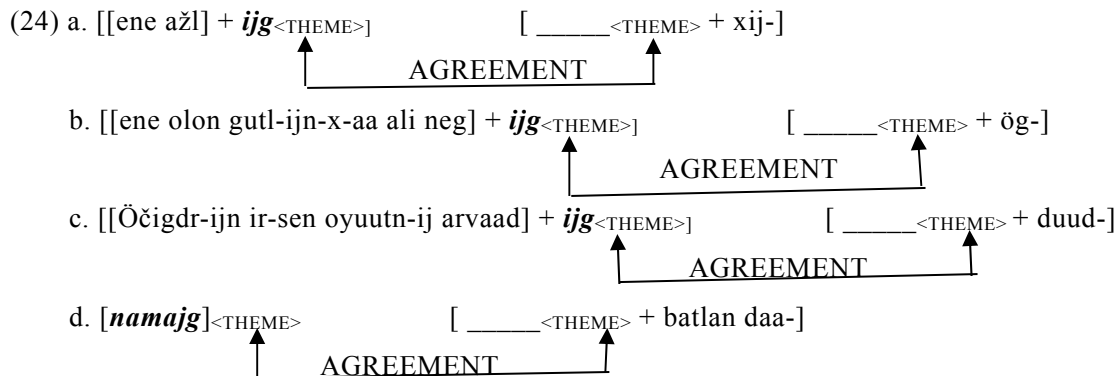 (24) a. [[ene ažl] + ijg<THEME>] [ _____<THEME> + xij-]
AGREEMENT
b. [[ene olon gutl-ijn-x-aa ali neg] + ijg<THEME>] [ _____<THEME> + ög-]
AGREEMENT
c. [[Öčigdr-ijn ir-sen oyuutn-ij arvaad] + ijg<THEME>] [ _____<THEME> + duud-]
AGREEMENT
d. [namajg]<THEME> [ _____<THEME> + batlan daa-]
AGREEMENT